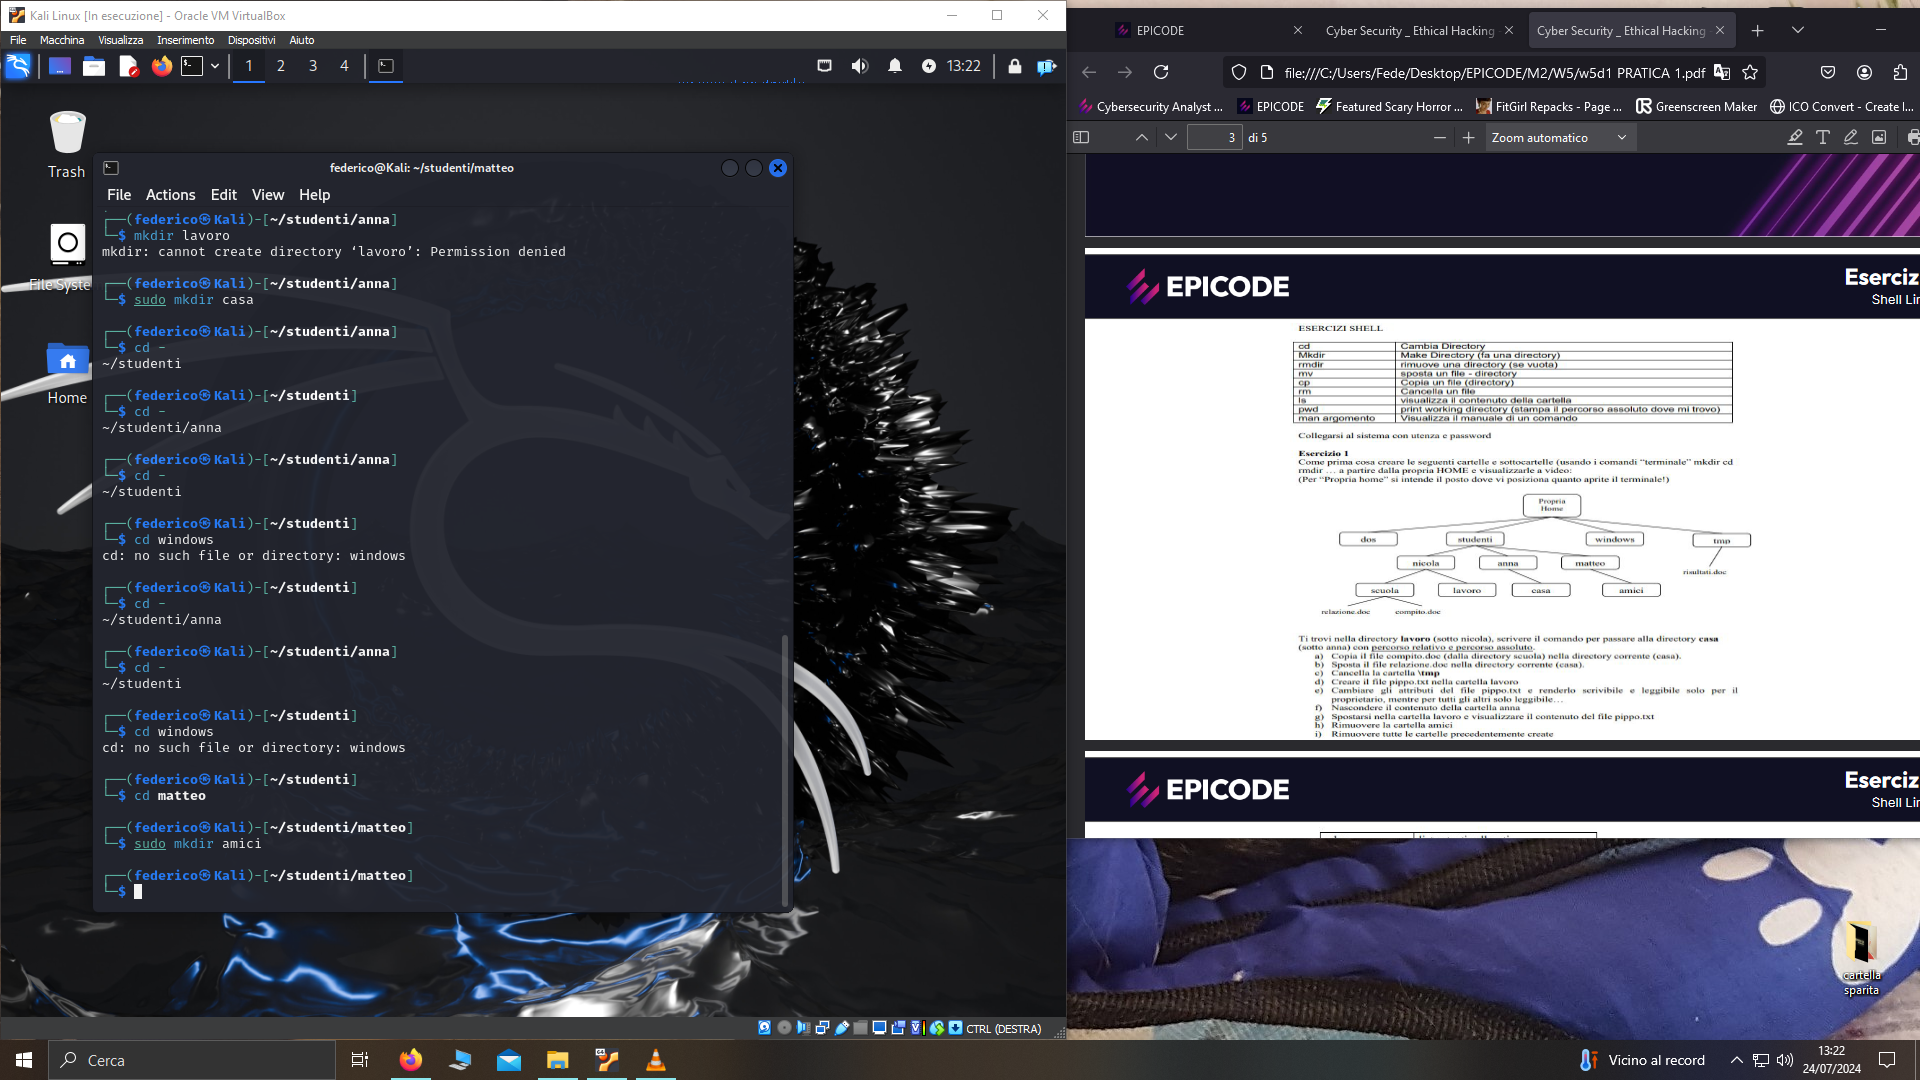 Kali Linux [In esecuzione] - Oracle VM VirtualBox
File Macchina Visualizza Inserimento Dispositivi Aiuto
1 2 3 4
13:22
Trash
File Syste
Home
federico@Kali: ~/studenti/matteo
File Actions Edit View Help
┌──(federico㉿Kali)-[~/studenti/anna]
└─$ mkdir lavoro
mkdir: cannot create directory ‘lavoro’: Permission denied
┌──(federico㉿Kali)-[~/studenti/anna]
└─$ sudo mkdir casa
┌──(federico㉿Kali)-[~/studenti/anna]
└─$ cd -
~/studenti
┌──(federico㉿Kali)-[~/studenti]
└─$ cd -
~/studenti/anna
┌──(federico㉿Kali)-[~/studenti/anna]
└─$ cd -
~/studenti
┌──(federico㉿Kali)-[~/studenti]
└─$ cd windows
cd: no such file or directory: windows
┌──(federico㉿Kali)-[~/studenti]
└─$ cd -
~/studenti/anna
┌──(federico㉿Kali)-[~/studenti/anna]
└─$ cd -
~/studenti
┌──(federico㉿Kali)-[~/studenti]
└─$ cd windows
cd: no such file or directory: windows
┌──(federico㉿Kali)-[~/studenti]
└─$ cd matteo
┌──(federico㉿Kali)-[~/studenti/matteo]
└─$ sudo mkdir amici
┌──(federico㉿Kali)-[~/studenti/matteo]
└─$
CTRL (DESTRA)
EPICODE
Cyber Security _ Ethical Hacking
Cyber Security _ Ethical Hacking
file:///C:/Users/Fede/Desktop/EPICODE/M2/W5/w5d1 PRATICA 1.pdf
Cybersecurity Analyst ... EPICODE Featured Scary Horror ... FitGirl Repacks - Page ... Greenscreen Maker ICO Convert - Create I...
3 di 5
Zoom automatico
EPICODE
Eserciz
Shell Lin
ESERCIZI SHELL
cd Cambia Directory
Mkdir Make Directory (fa una directory)
rmdir rimuove una directory (se vuota)
mv sposta un file - directory
cp Copia un file (directory)
rm Cancella un file
ls visualizza il contenuto della cartella
pwd print working directory (stampa il percorso assoluto dove mi trovo)
man argomento Visualizza il manuale di un comando
Collegarsi al sistema con utenza e password
Esercizio 1
Come prima cosa creare le seguenti cartelle e sottocartelle (usando i comandi “terminale” mkdir cd
rmdir … a partire dalla propria HOME e visualizzarle a video:
(Per “Propria home” si intende il posto dove vi posiziona quanto aprite il terminale!)
Propria
Home
dos studenti windows tmp
nicola anna matteo
risultati.doc
scuola lavoro casa amici
relazione.doc compito.doc
Ti trovi nella directory lavoro (sotto nicola), scrivere il comando per passare alla directory casa
(sotto anna) con percorso relativo e percorso assoluto.
a) Copia il file compito.doc (dalla directory scuola) nella directory corrente (casa).
b) Sposta il file relazione.doc nella directory corrente (casa).
c) Cancella la cartella \tmp
d) Creare il file pippo.txt nella cartella lavoro
e) Cambiare gli attributi del file pippo.txt e renderlo scrivibile e leggibile solo per il
proprietario, mentre per tutti gli altri solo leggibile…
f) Nascondere il contenuto della cartella anna
g) Spostarsi nella cartella lavoro e visualizzare il contenuto del file pippo.txt
h) Rimuovere la cartella amici
i) Rimuovere tutte le cartelle precedentemente create
EPICODE
Eserciz
Shell Lin
cartella
sparita
Cerca
Vicino al record
13:22
24/07/2024